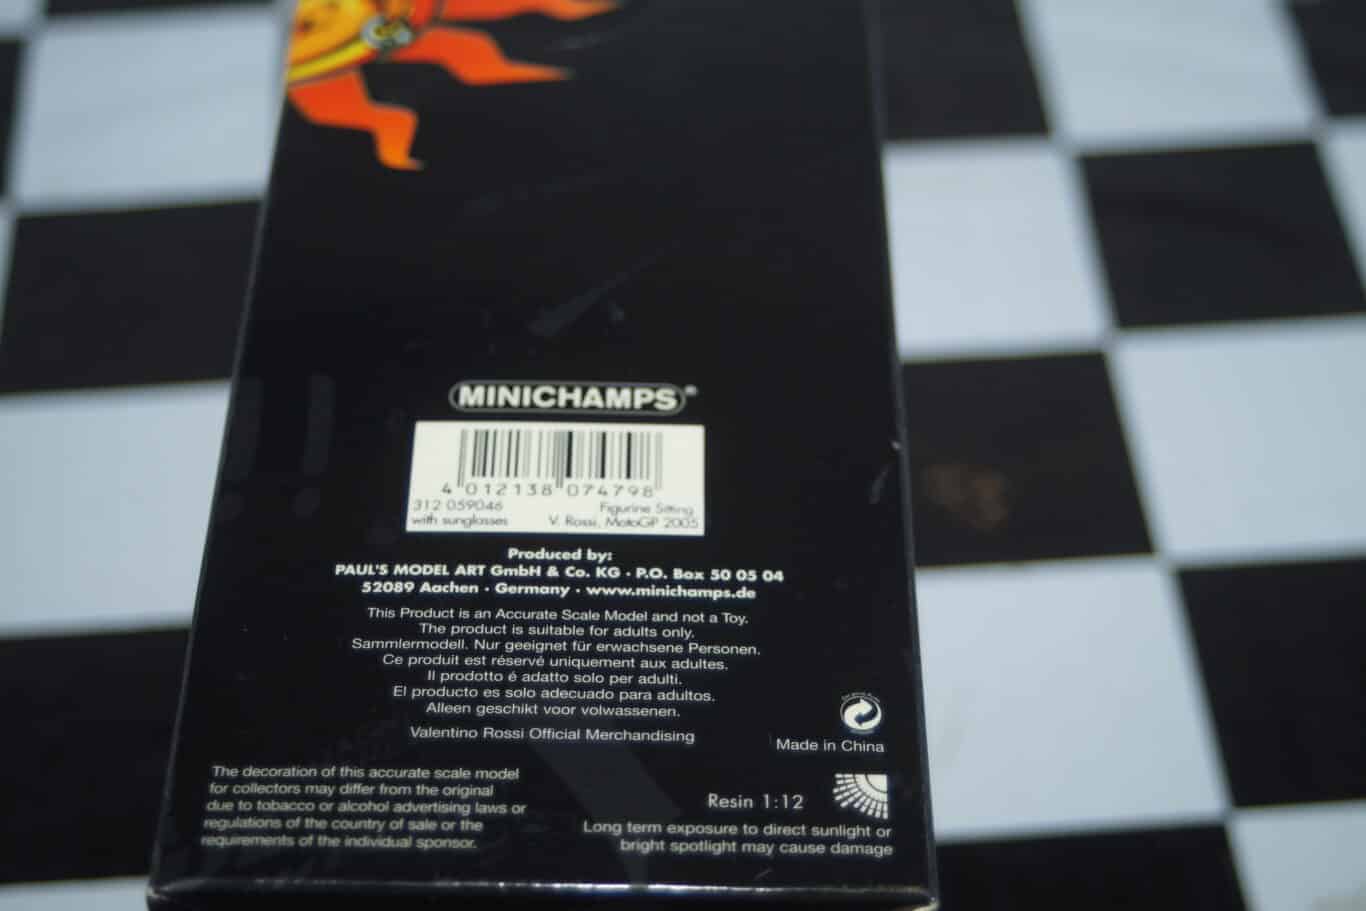 MINICHAMPS®
4 012138 074798
312 059046 Figurine Sitting
with sunglasses V. Rossi, MotoGP 2005
Produced by:
PAUL'S MODEL ART GmbH & Co. KG · P.O. Box 50 05 04
52089 Aachen · Germany · www.minichamps.de
This Product is an Accurate Scale Model and not a Toy.
The product is suitable for adults only.
Sammlermodell. Nur geeignet für erwachsene Personen.
Ce produit est réservé uniquement aux adultes.
Il prodotto é adatto solo per adulti.
El producto es solo adecuado para adultos.
Alleen geschikt voor volwassenen.
Valentino Rossi Official Merchandising
Made in China
The decoration of this accurate scale model
for collectors may differ from the original
due to tobacco or alcohol advertising laws or
regulations of the country of sale or the
requirements of the individual sponsor.
Resin 1:12
Long term exposure to direct sunlight or
bright spotlight may cause damage